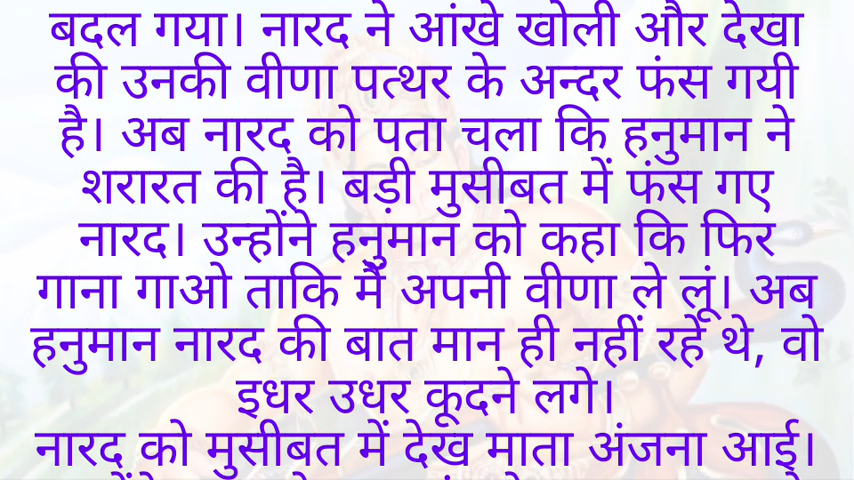 बदल गया। नारद ने आंखे खोली और देखा
की उनकी वीणा पत्थर के अन्दर फंस गयी
है। अब नारद को पता चला कि हनुमान ने
शरारत की है। बड़ी मुसीबत में फंस गए
नारद। उन्होंने हनुमान को कहा कि फिर
गाना गाओ ताकि मैं अपनी वीणा ले लूं। अब
हनुमान नारद की बात मान ही नहीं रहे थे, वो
इधर उधर कूदने लगे।
नारद को मुसीबत में देख माता अंजना आई।